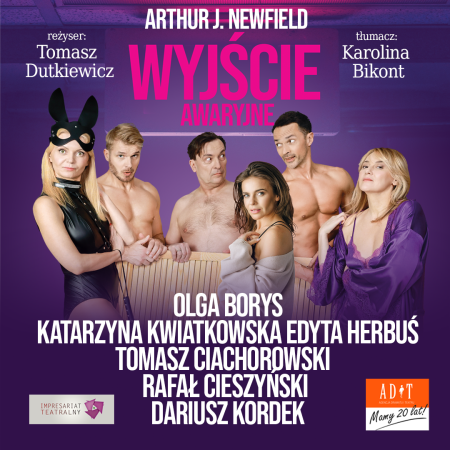 ARTHUR J. NEWFIELD
reżyser:
Tomasz
Dutkiewicz
tłumacz:
Karolina
Bikont
WYJŚCIE
AWARYJNE
OLGA BORYS
KATARZYNA KWIATKOWSKA EDYTA HERBUŚ
TOMASZ CIACHOROWSKI
RAFAŁ CIESZYŃSKI
DARIUSZ KORDEK
IMPRESARIAT
TEATRALNY
AD T
Mamy 20 lat!